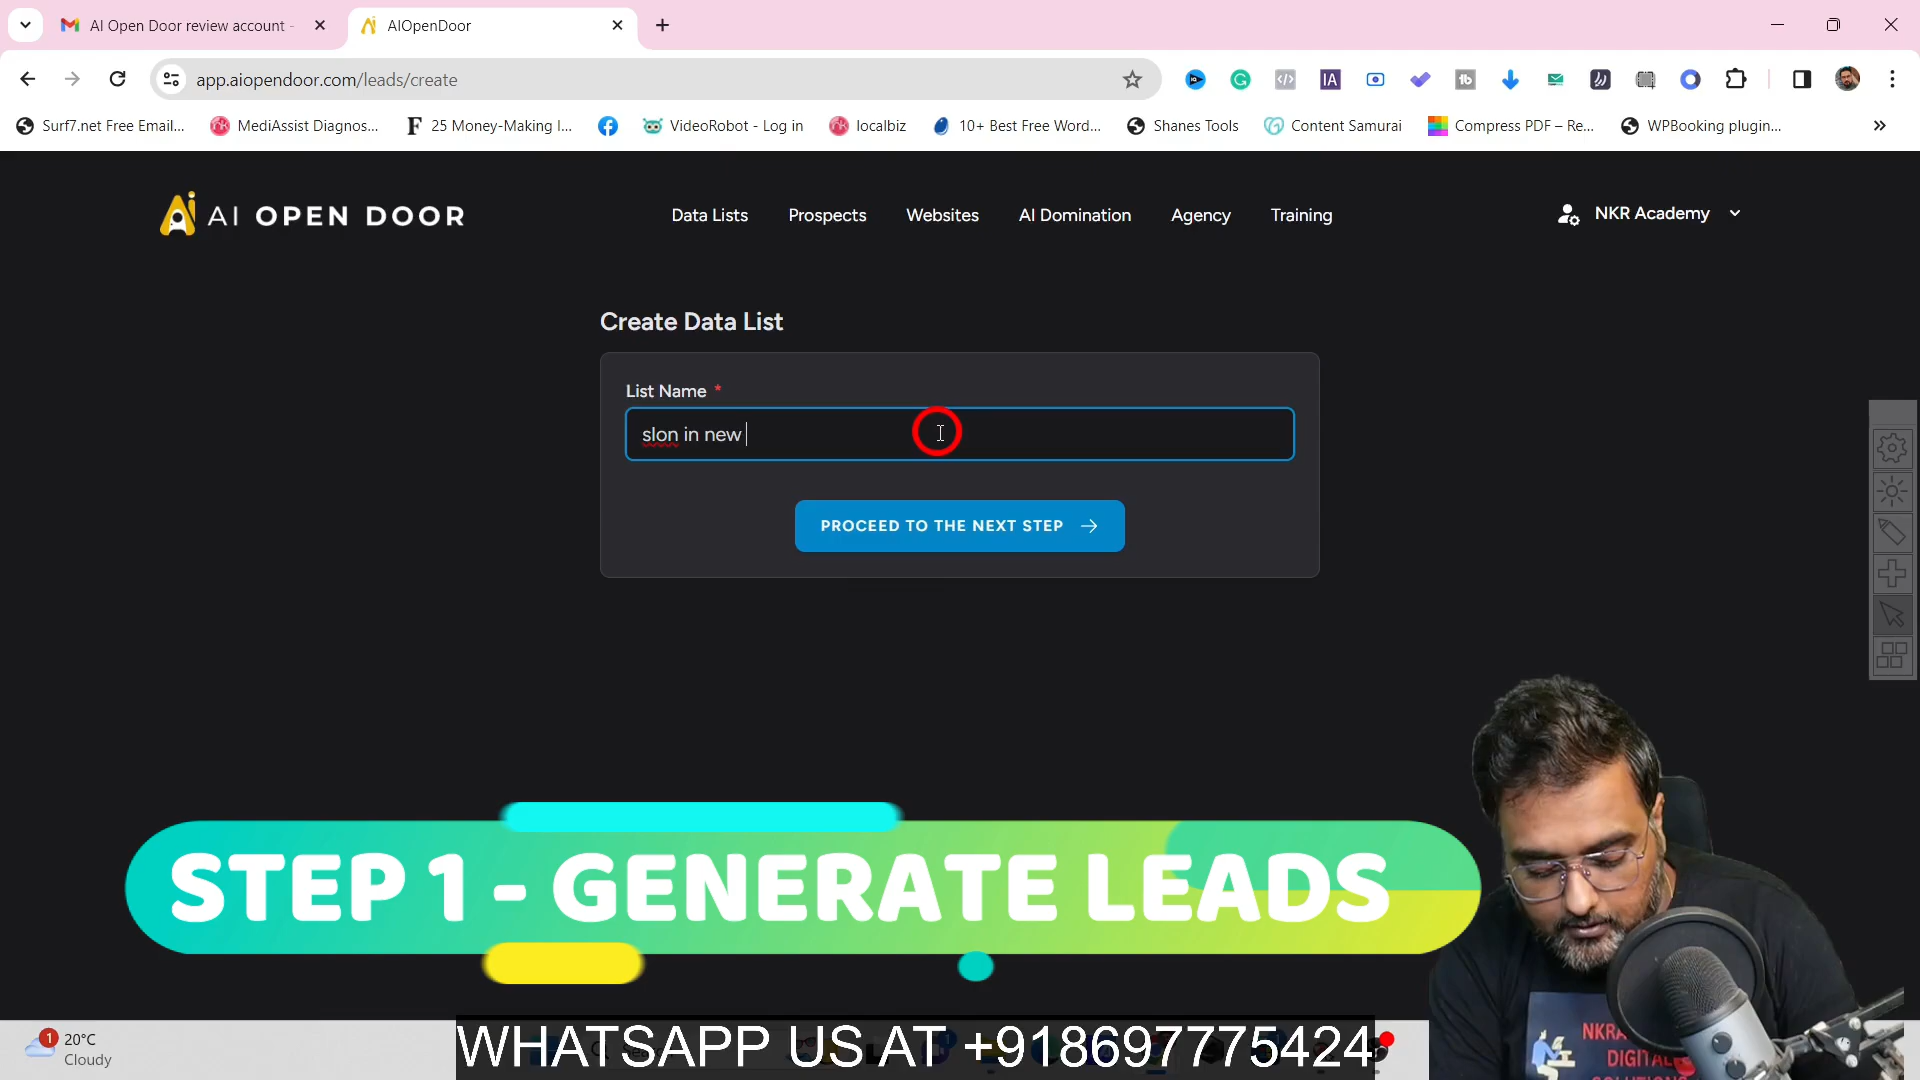 AI Open Door review account -
AIOpenDoor
app.aiopendoor.com/leads/create
Surf7.net Free Email...
MediAssist Diagnos...
25 Money-Making I...
VideoRobot - Log in
localbiz
10+ Best Free Word...
Shanes Tools
Content Samurai
Compress PDF – Re...
WPBooking plugin...
AI OPEN DOOR
Data Lists
Prospects
Websites
AI Domination
Agency
Training
NKR Academy
Create Data List
List Name *
slon in new
PROCEED TO THE NEXT STEP
STEP 1 - GENERATE LEADS
1
20°C
Cloudy
WHATSAPP US AT +918697775424
DIGITAL